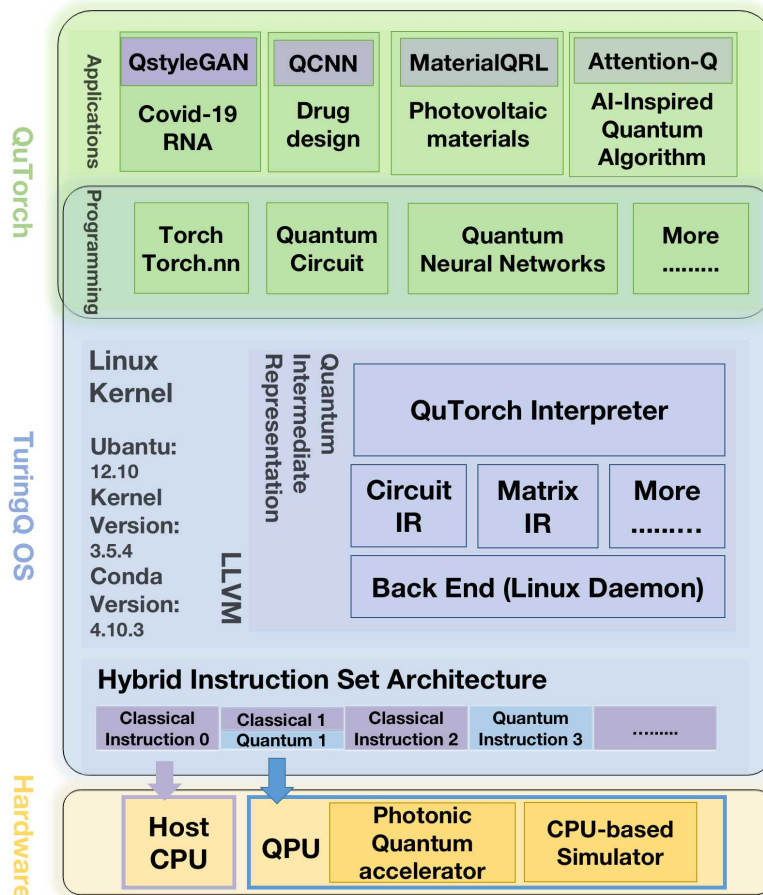 QuTorch
Applications
QstyleGAN
Covid-19
RNA
QCNN
Drug
design
MaterialQRL
Photovoltaic
materials
Attention-Q
AI-Inspired
Quantum
Algorithm
Programming
Torch
Torch.nn
Quantum
Circuit
Quantum
Neural Networks
More
.........
TuringQ OS
Linux
Kernel
Ubantu:
12.10
Kernel
Version:
3.5.4
Conda
Version:
4.10.3
LLVM
Quantum
Intermediate
Representation
QuTorch Interpreter
Circuit
IR
Matrix
IR
More
.........
Back End (Linux Daemon)
Hybrid Instruction Set Architecture
Classical
Instruction 0
Classical 1
Quantum 1
Classical
Instruction 2
Quantum
Instruction 3
.........
Hardware
Host
CPU
QPU
Photonic
Quantum
accelerator
CPU-based
Simulator